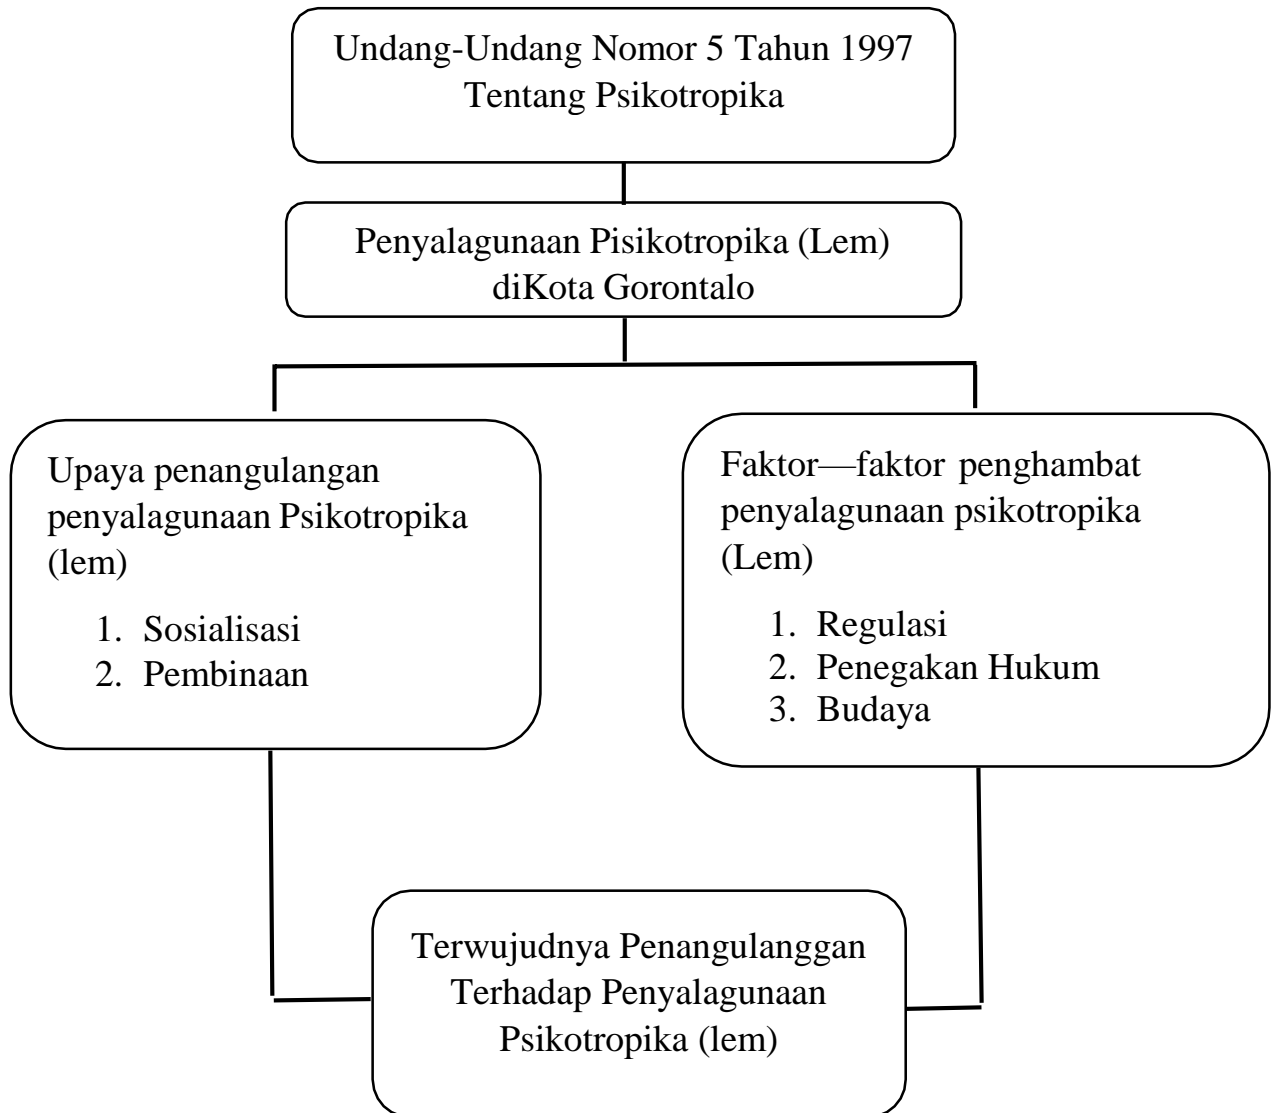 Undang-Undang Nomor 5 Tahun 1997
Tentang Psikotropika
Penyalagunaan Pisikotropika (Lem)
diKota Gorontalo
Upaya penangulangan
penyalagunaan Psikotropika
(lem)
1. Sosialisasi
2. Pembinaan
Faktor—faktor penghambat
penyalagunaan psikotropika
(Lem)
1. Regulasi
2. Penegakan Hukum
3. Budaya
Terwujudnya Penangulanggan
Terhadap Penyalagunaan
Psikotropika (lem)